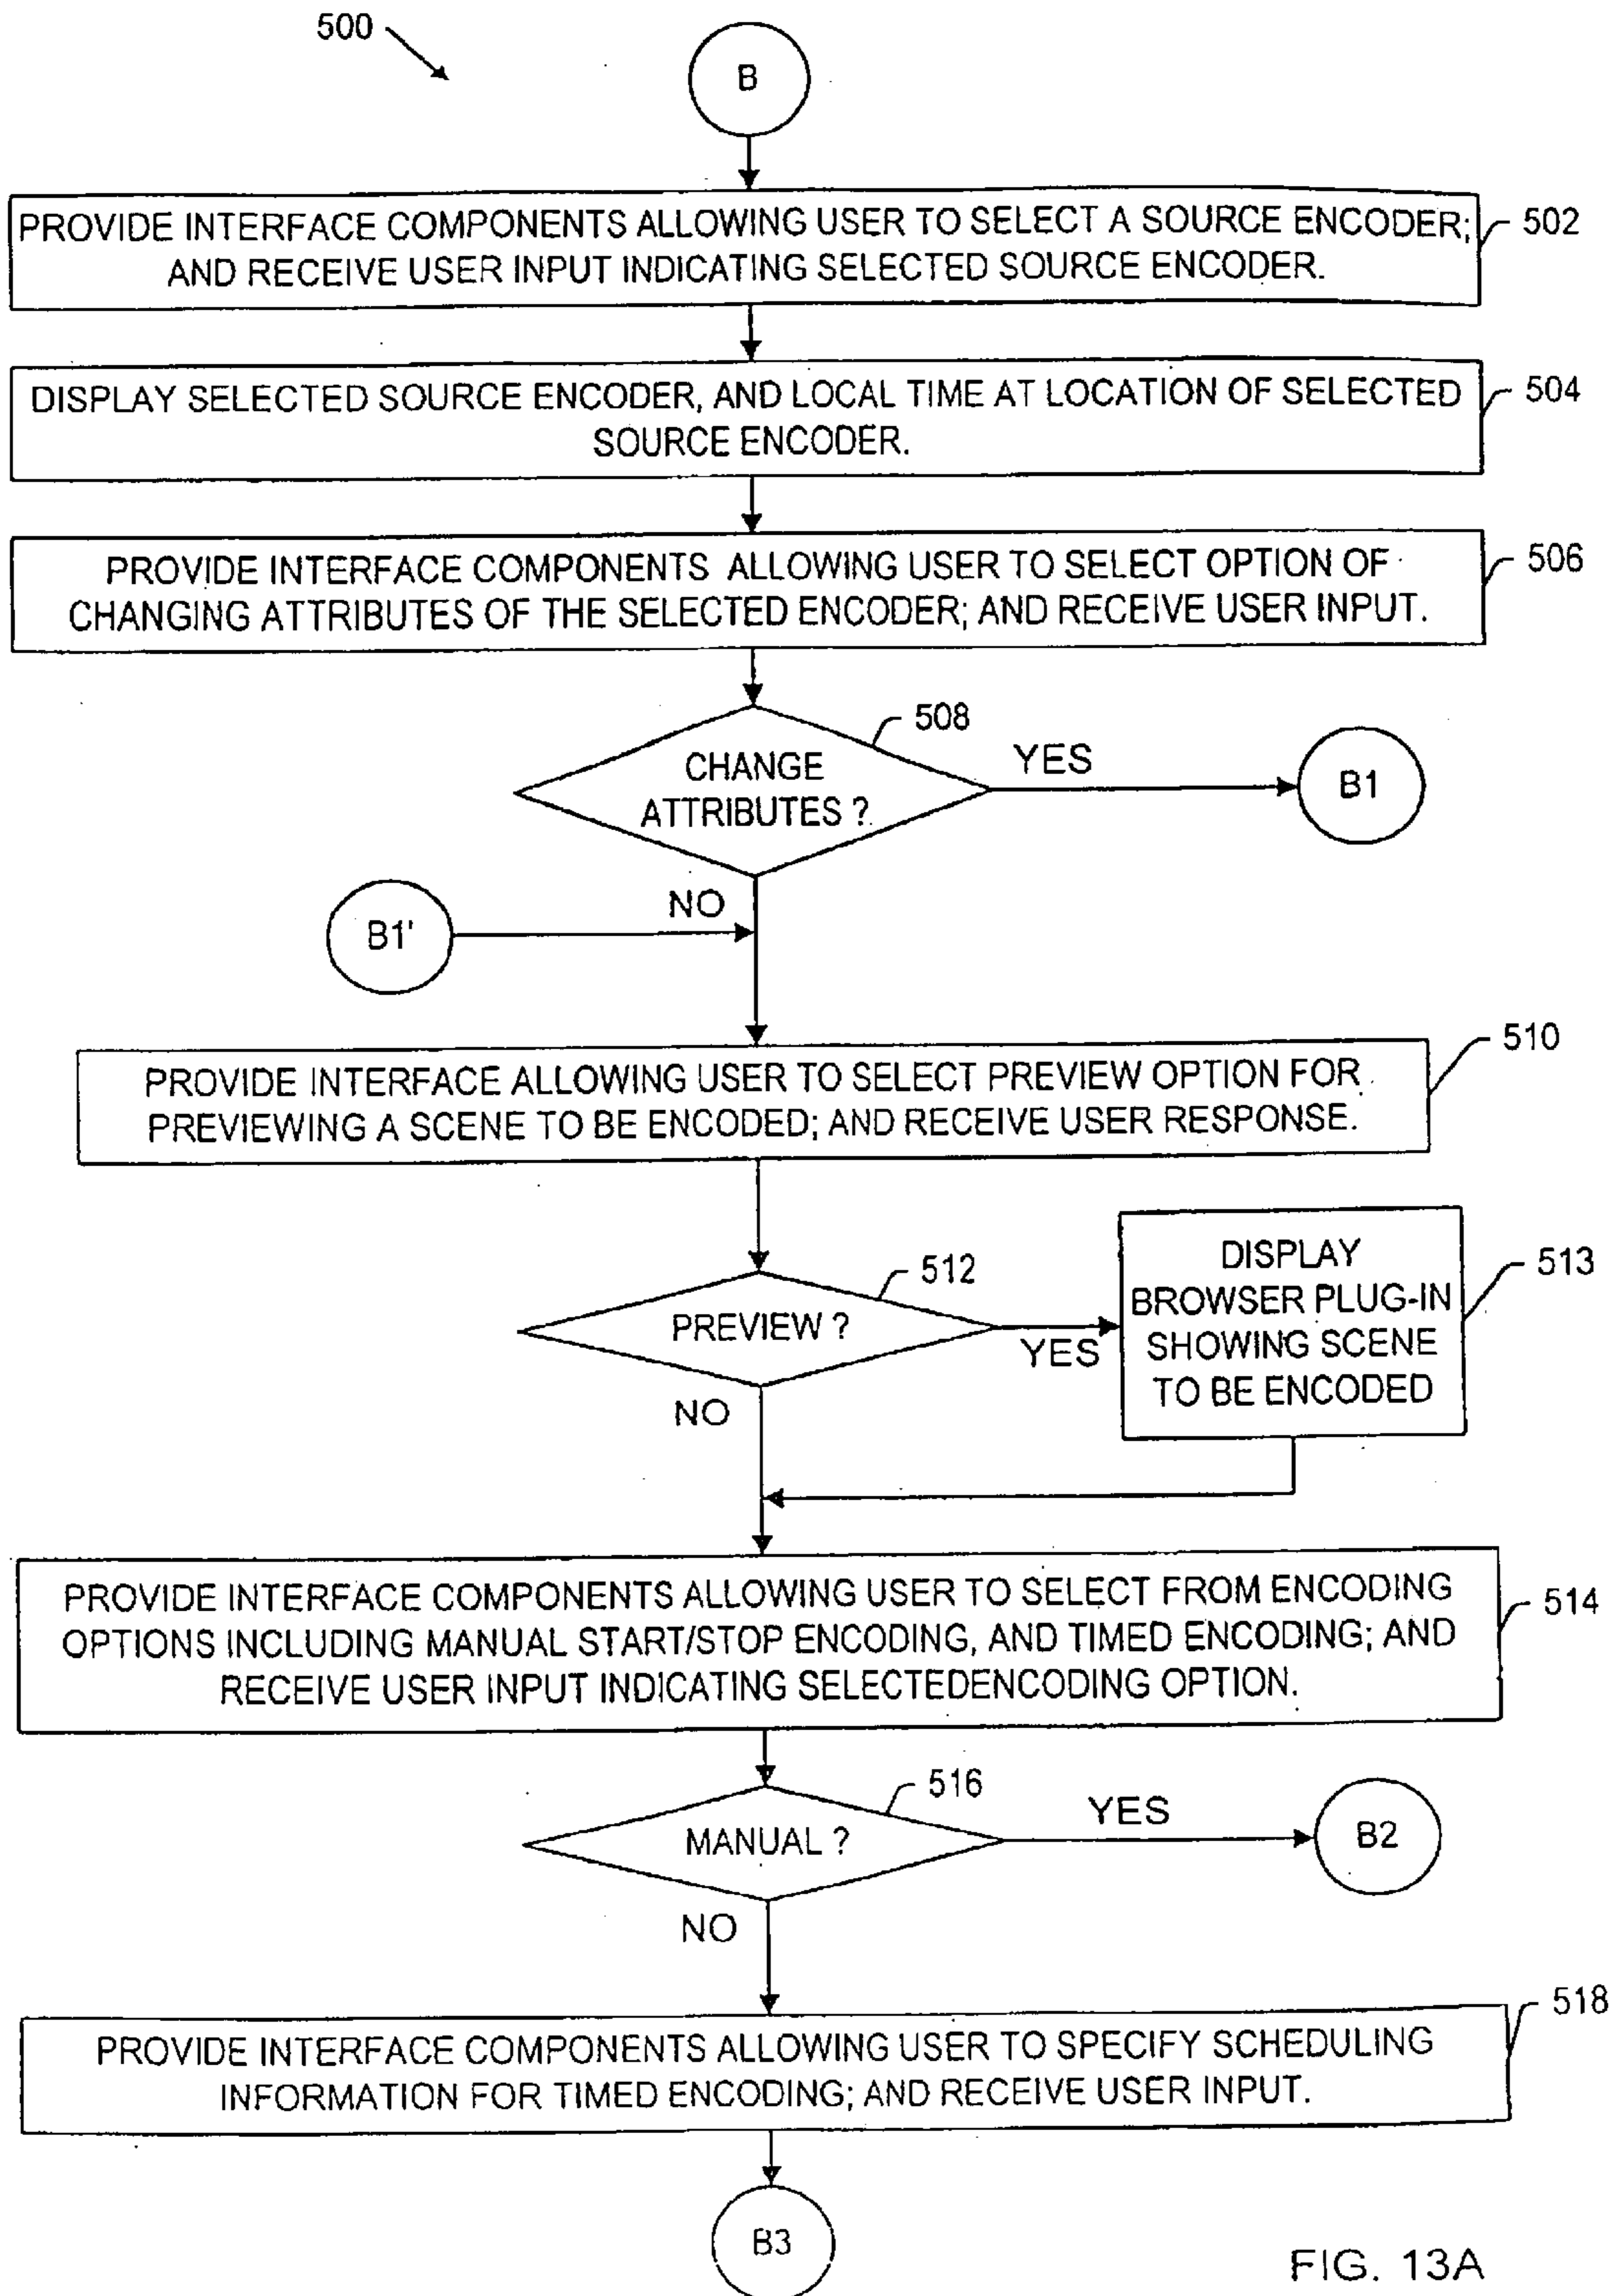 500
B
PROVIDE INTERFACE COMPONENTS ALLOWING USER TO SELECT A SOURCE ENCODER;
AND RECEIVE USER INPUT INDICATING SELECTED SOURCE ENCODER.
502
DISPLAY SELECTED SOURCE ENCODER, AND LOCAL TIME AT LOCATION OF SELECTED
SOURCE ENCODER.
504
PROVIDE INTERFACE COMPONENTS ALLOWING USER TO SELECT OPTION OF
CHANGING ATTRIBUTES OF THE SELECTED ENCODER; AND RECEIVE USER INPUT.
506
508
CHANGE
ATTRIBUTES ?
YES
B1
NO
B1'
510
PROVIDE INTERFACE ALLOWING USER TO SELECT PREVIEW OPTION FOR
PREVIEWING A SCENE TO BE ENCODED; AND RECEIVE USER RESPONSE.
512
PREVIEW ?
YES
DISPLAY
BROWSER PLUG-IN
SHOWING SCENE
TO BE ENCODED
513
NO
PROVIDE INTERFACE COMPONENTS ALLOWING USER TO SELECT FROM ENCODING
OPTIONS INCLUDING MANUAL START/STOP ENCODING, AND TIMED ENCODING; AND
RECEIVE USER INPUT INDICATING SELECTEDENCODING OPTION.
514
516
MANUAL ?
YES
B2
NO
518
PROVIDE INTERFACE COMPONENTS ALLOWING USER TO SPECIFY SCHEDULING
INFORMATION FOR TIMED ENCODING; AND RECEIVE USER INPUT.
B3
FIG. 13A